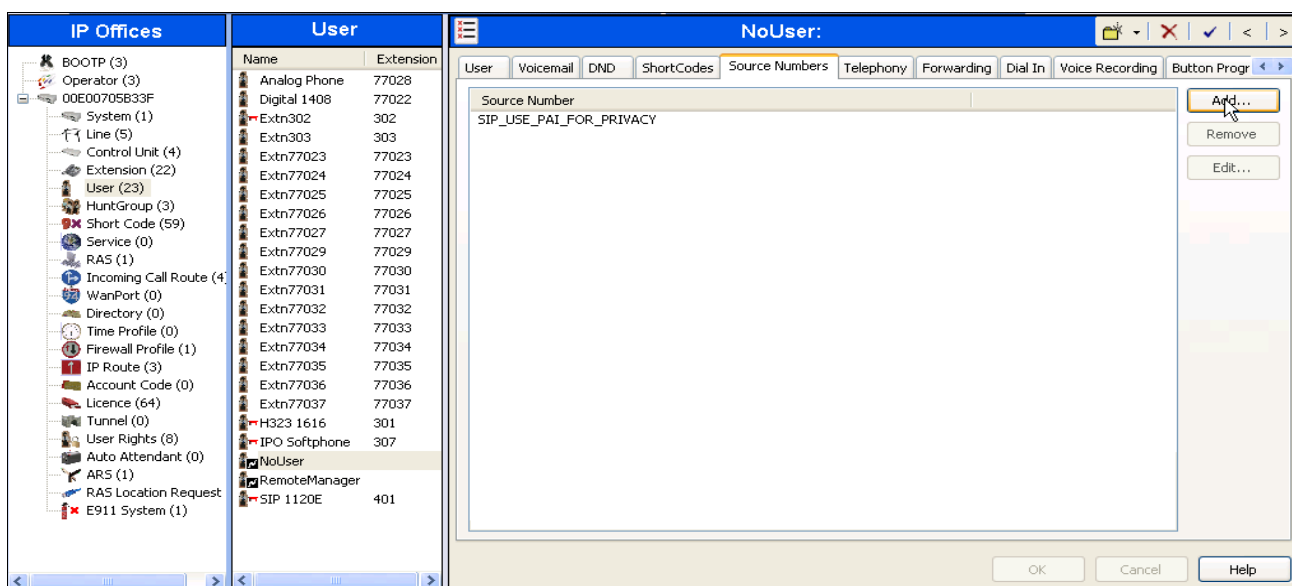 IP Offices
BOOTP (3)
Operator (3)
00E00705B33F
System (1)
Line (5)
Control Unit (4)
Extension (22)
User (23)
HuntGroup (3)
Short Code (59)
Service (0)
RAS (1)
Incoming Call Route (4)
WanPort (0)
Directory (0)
Time Profile (0)
Firewall Profile (1)
IP Route (3)
Account Code (0)
Licence (64)
Tunnel (0)
User Rights (8)
Auto Attendant (0)
ARS (1)
RAS Location Request
E911 System (1)
User
Name Extension
Analog Phone 77028
Digital 1408 77022
Extn302 302
Extn303 303
Extn77023 77023
Extn77024 77024
Extn77025 77025
Extn77026 77026
Extn77027 77027
Extn77029 77029
Extn77030 77030
Extn77031 77031
Extn77032 77032
Extn77033 77033
Extn77034 77034
Extn77035 77035
Extn77036 77036
Extn77037 77037
H323 1616 301
IPO Softphone 307
NoUser
RemoteManager
SIP 1120E 401
NoUser:
User Voicemail DND ShortCodes Source Numbers Telephony Forwarding Dial In Voice Recording Button Progr
Source Number
SIP_USE_PAI_FOR_PRIVACY
Add...
Remove
Edit...
OK Cancel Help